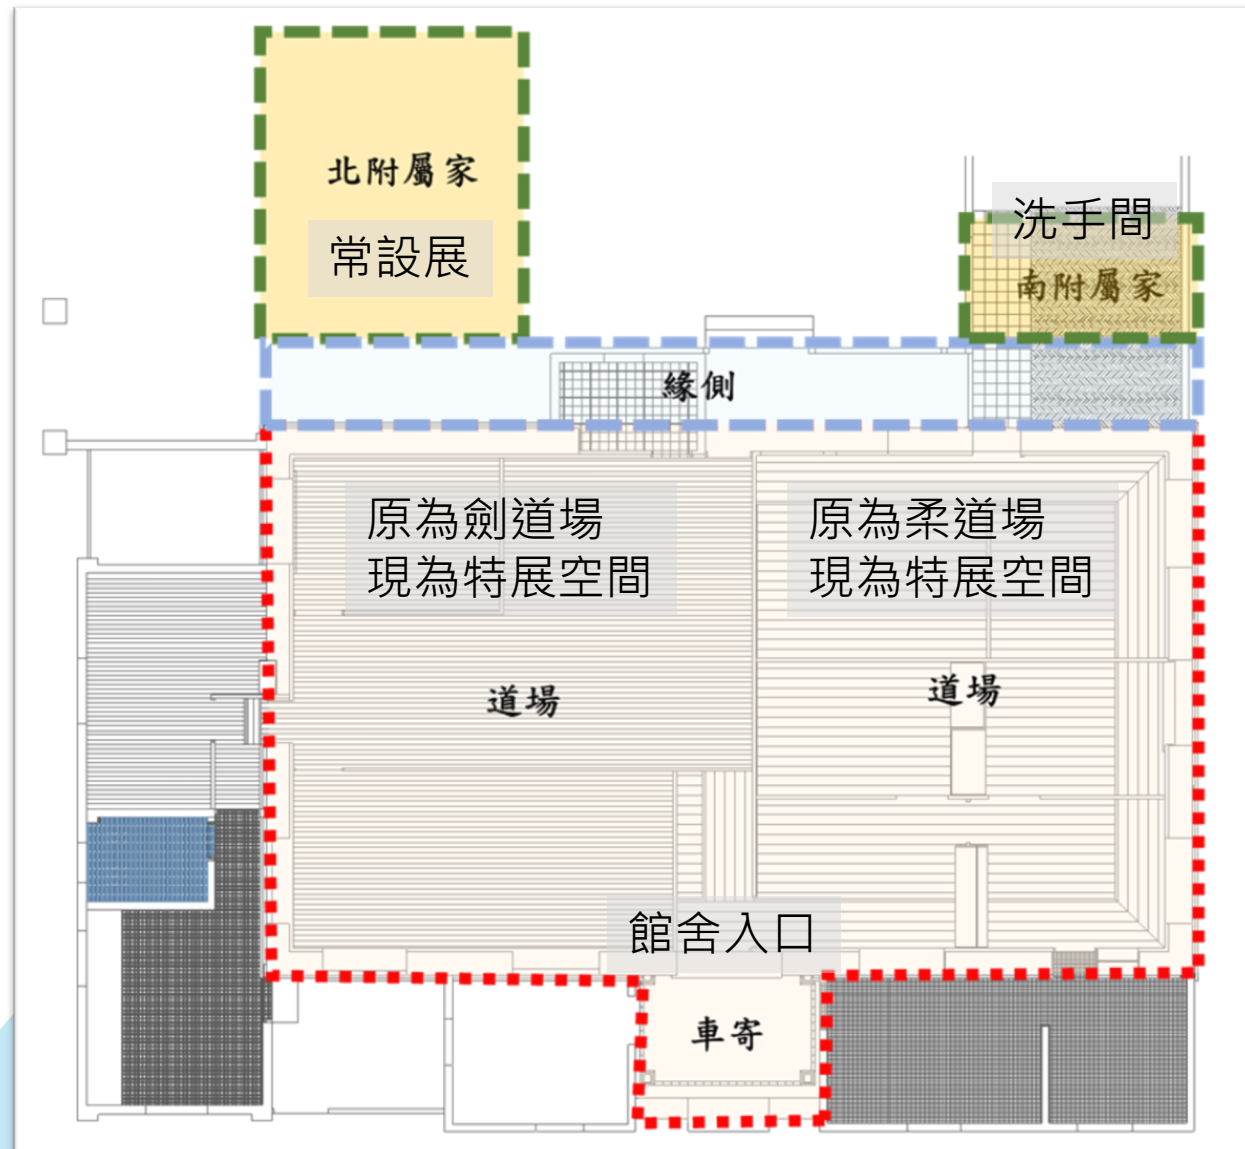 北附屬家
常設展
洗手間
南附屬家
緣側
原為劍道場
現為特展空間
原為柔道場
現為特展空間
道場
道場
館舍入口
車寄